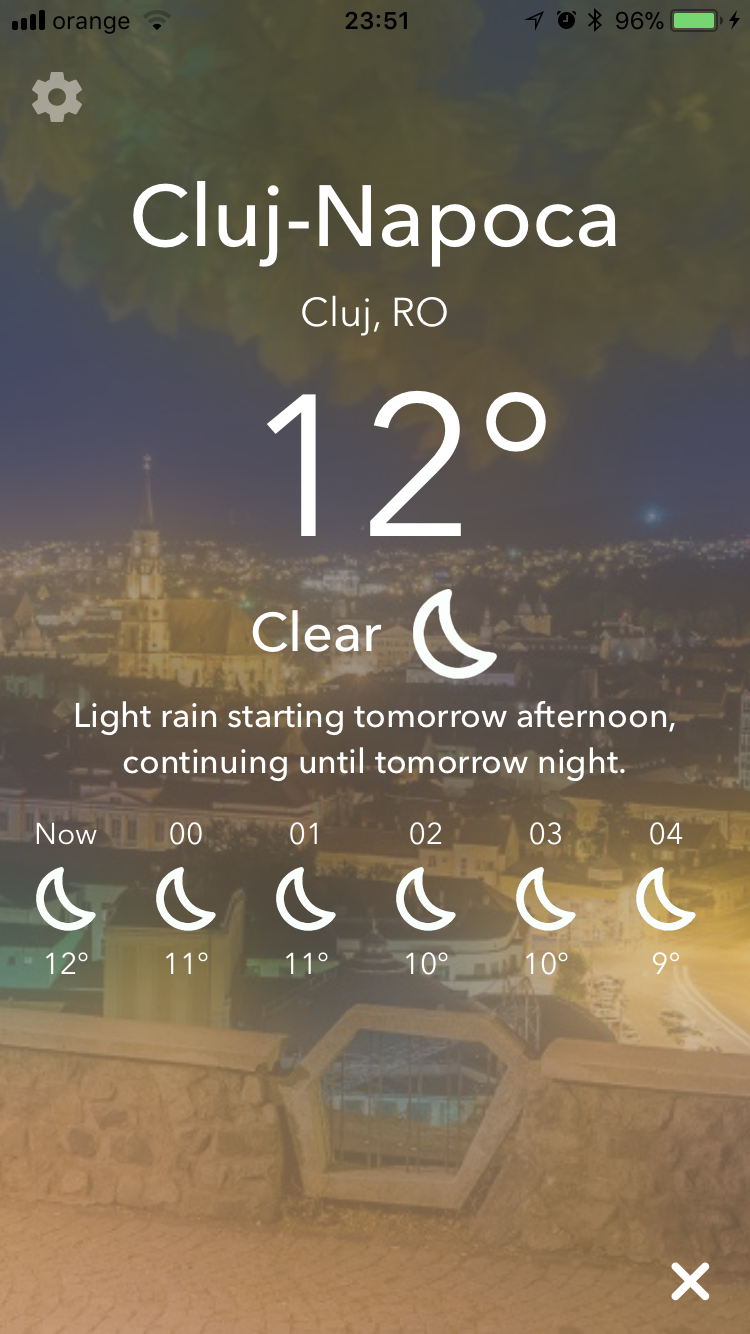 orange 23:51 96%
Cluj-Napoca
Cluj, RO
12°
Clear
Light rain starting tomorrow afternoon,
continuing until tomorrow night.
Now 00 01 02 03 04
12° 11° 11° 10° 10° 9°